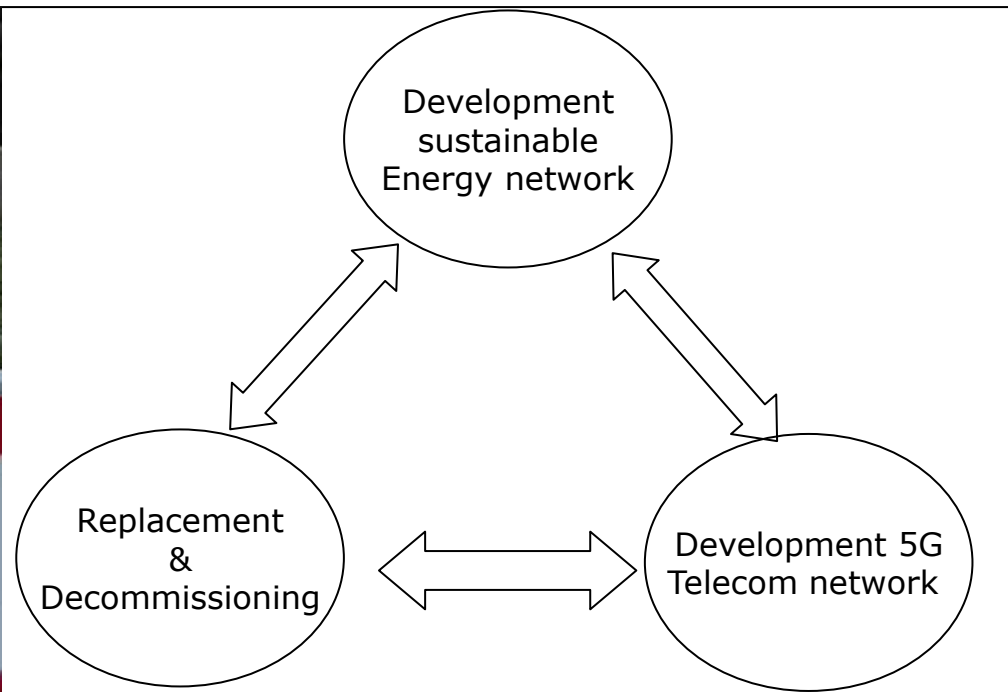 Development
sustainable
Energy network
Replacement
&
Decommissioning
Development 5G
Telecom network